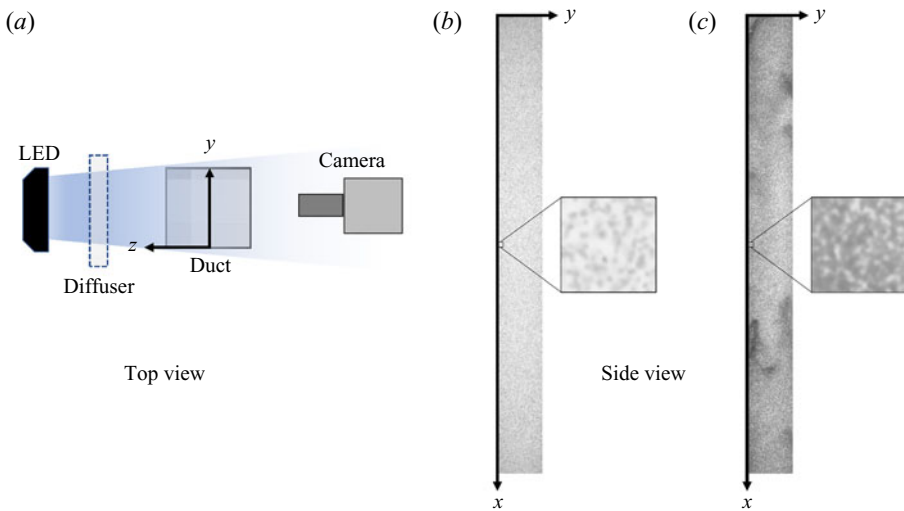 (a)
LED
y
Camera
z
Duct
Diffuser
Top view
(b)
y
x
Side view
(c)
y
x